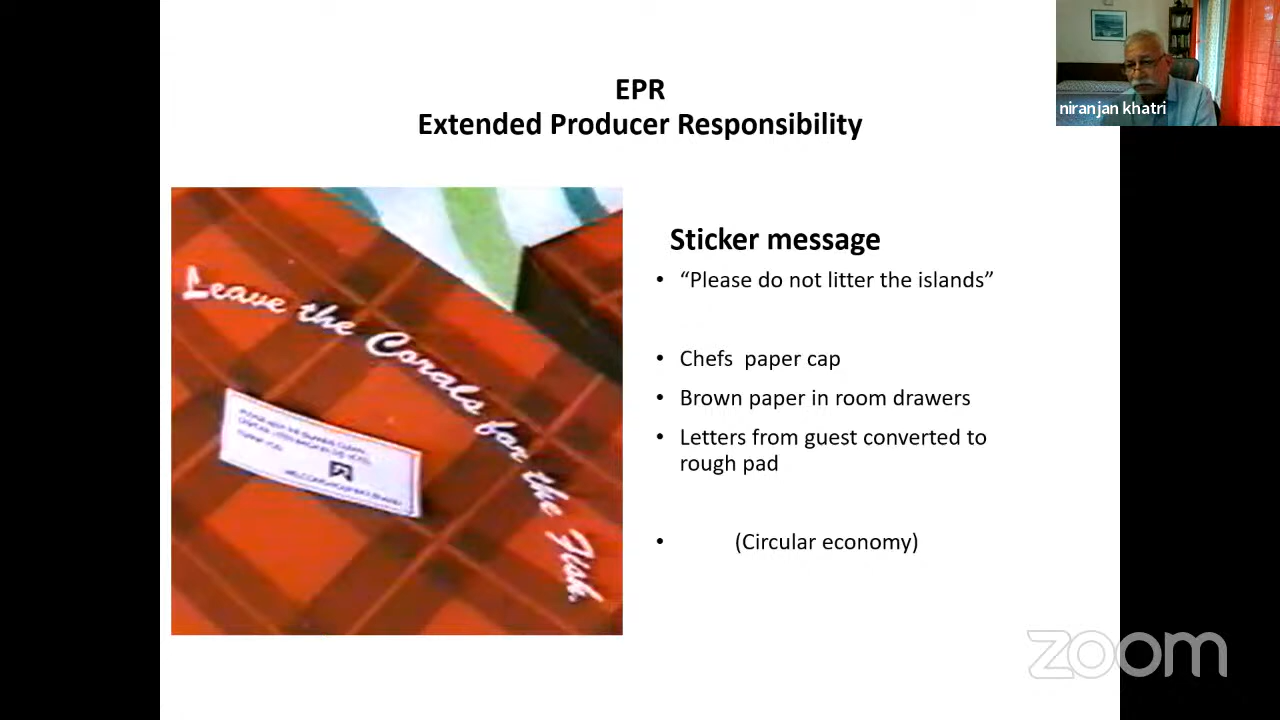 EPR
Extended Producer Responsibility
niranjan khatri
Leave the Corals for the Fish.
THANK YOU
Sticker message
• “Please do not litter the islands”
• Chefs  paper cap
• Brown paper in room drawers
• Letters from guest converted to
rough pad
• (Circular economy)
zoom